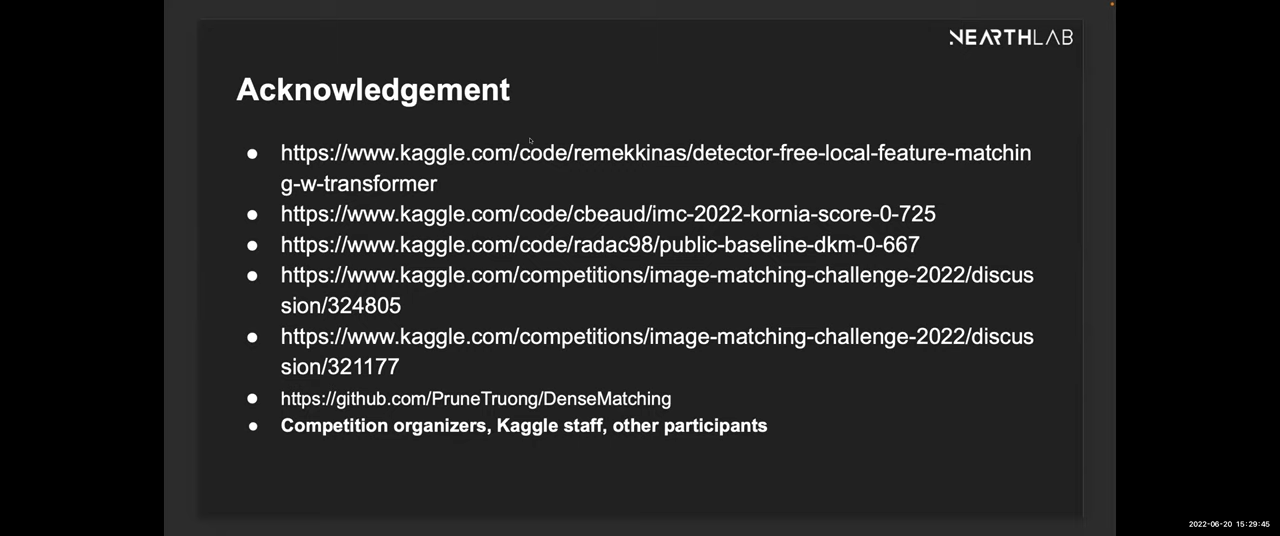 NEARTHLAB
Acknowledgement
● https://www.kaggle.com/code/remekkinas/detector-free-local-feature-matchin
g-w-transformer
● https://www.kaggle.com/code/cbeaud/imc-2022-kornia-score-0-725
● https://www.kaggle.com/code/radac98/public-baseline-dkm-0-667
● https://www.kaggle.com/competitions/image-matching-challenge-2022/discus
sion/324805
● https://www.kaggle.com/competitions/image-matching-challenge-2022/discus
sion/321177
● https://github.com/PruneTruong/DenseMatching
● Competition organizers, Kaggle staff, other participants
2022-06-20 15:29:45